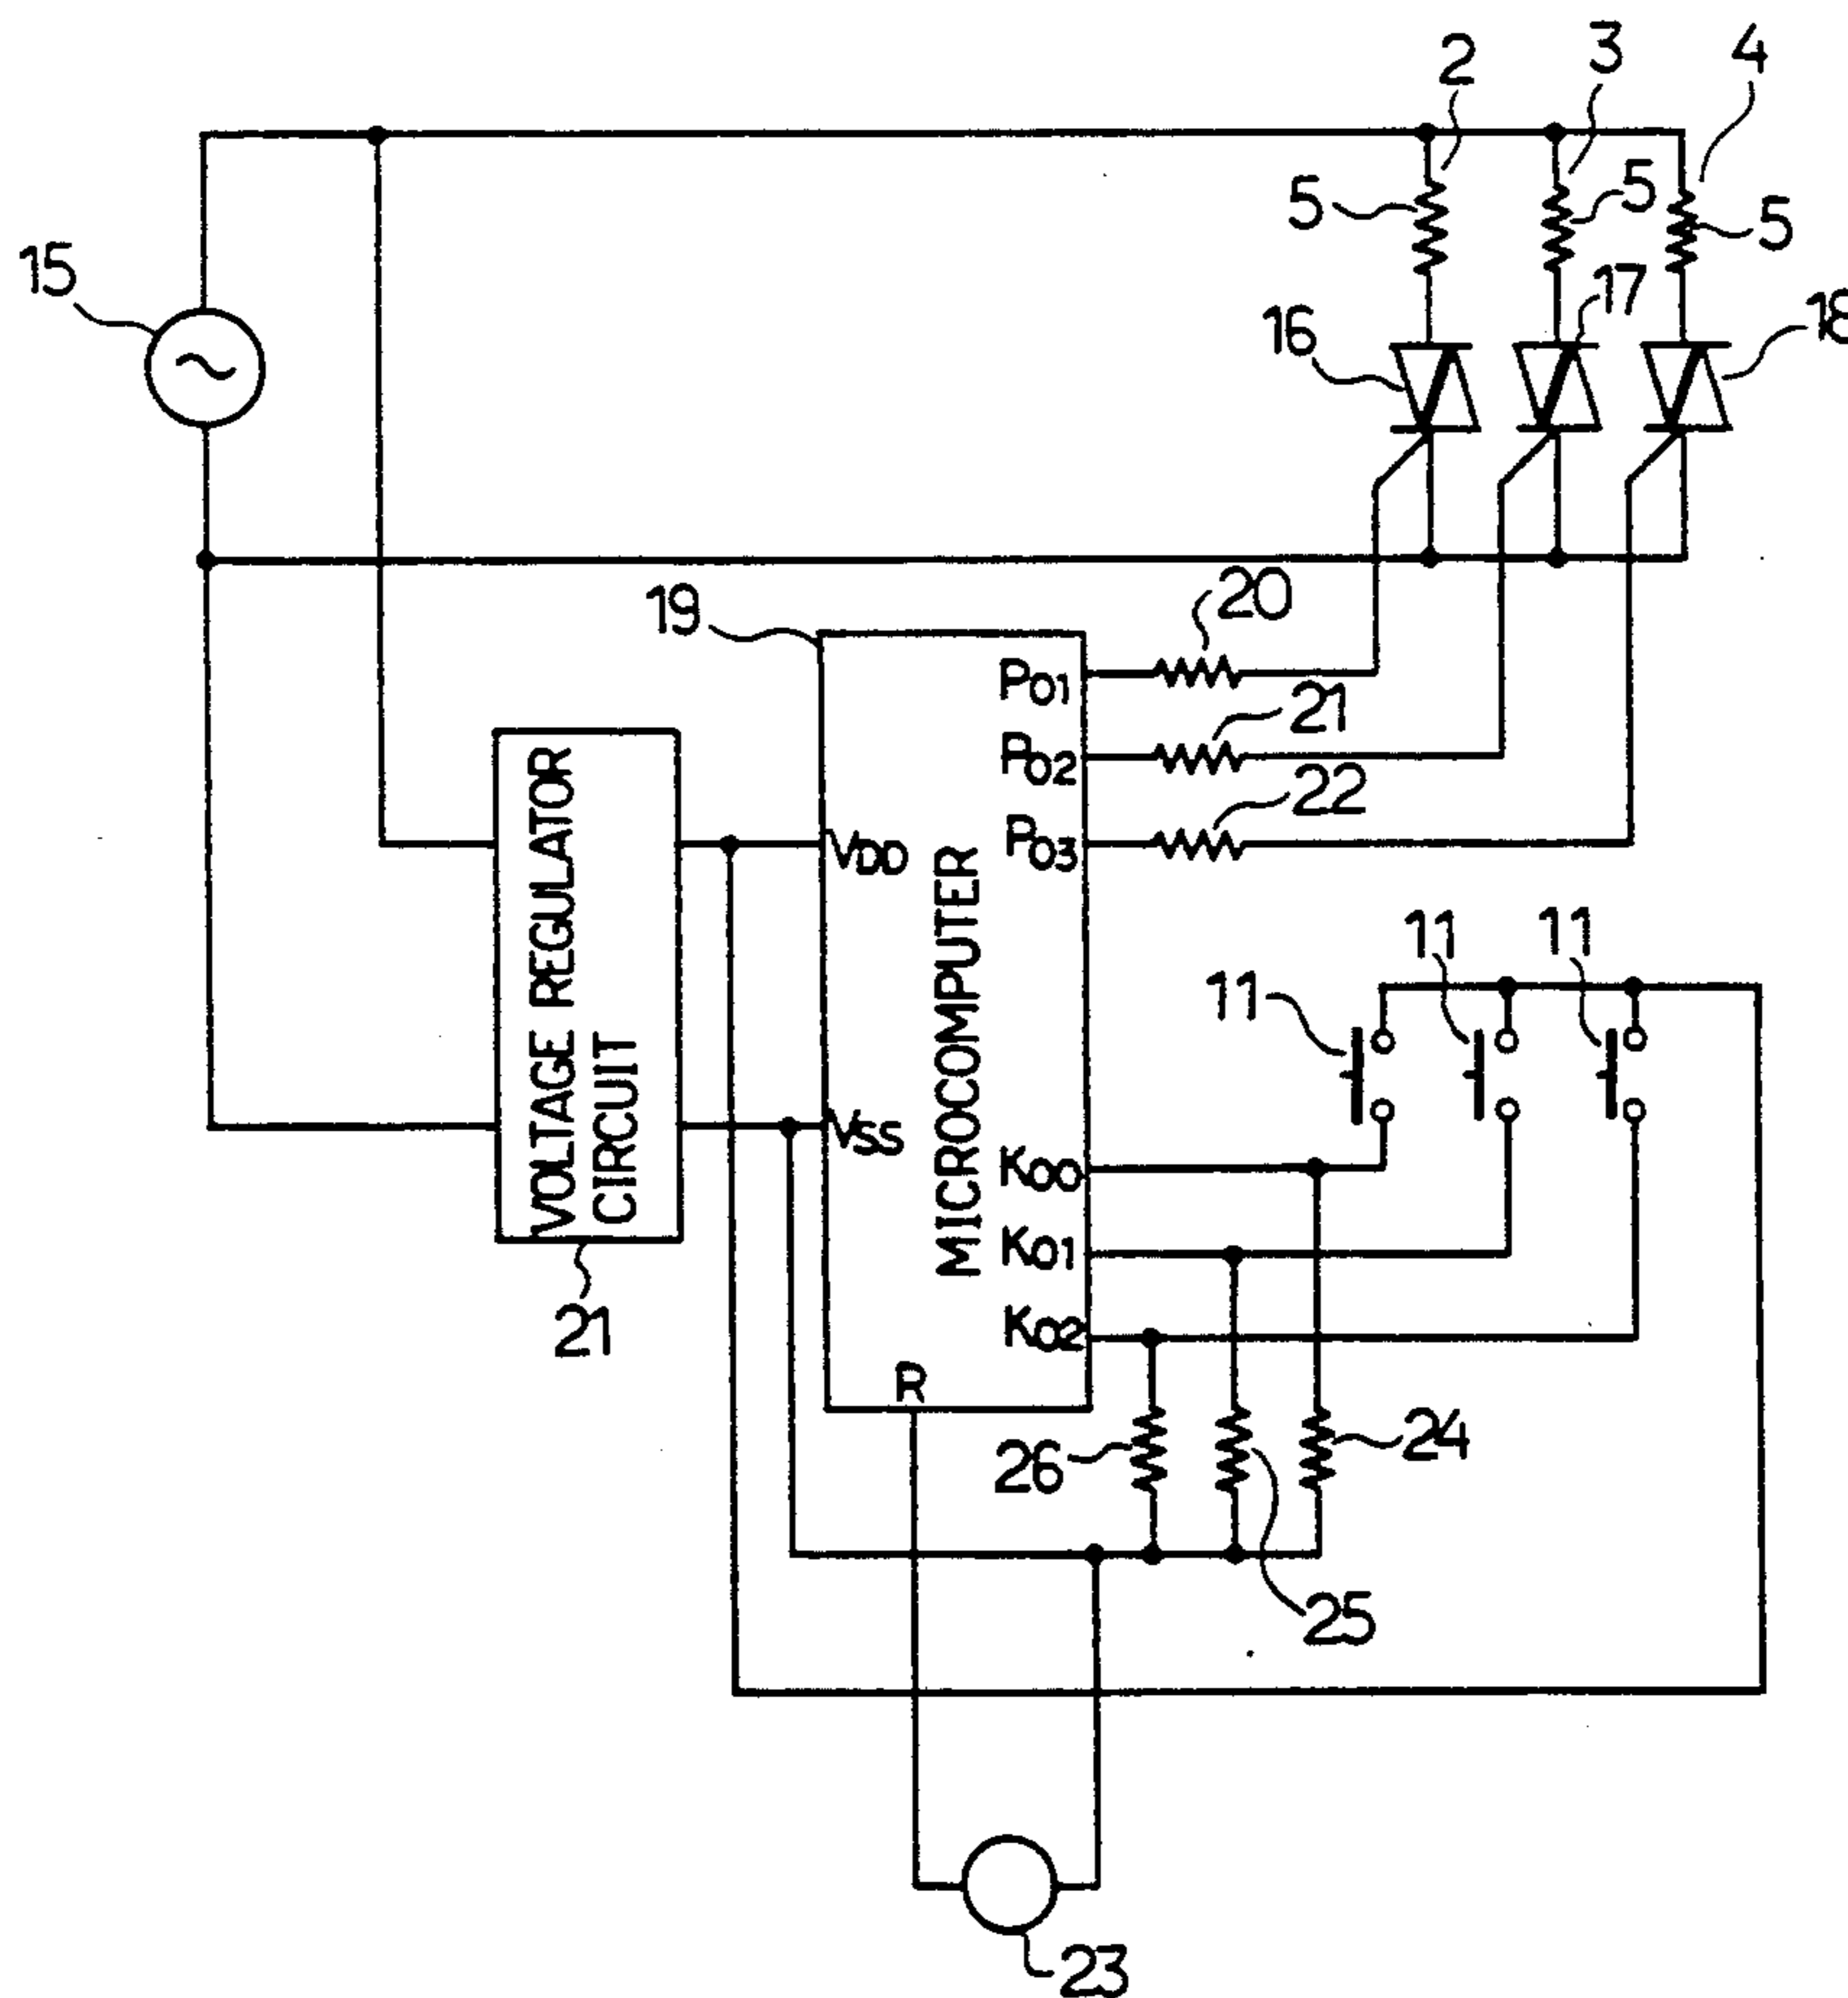 2
3
4
5
5
5
15
16
17
18
19
20
21
22
P01
P02
P03
VDD
VSS
VOLTAGE REGULATOR
CIRCUIT
21
MICROCOMPUTER
11
11
11
K00
K01
K02
R
26
24
25
23